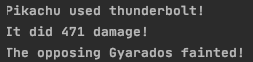 Pikachu used thunderbolt!
It did 471 damage!
The opposing Gyarados fainted!